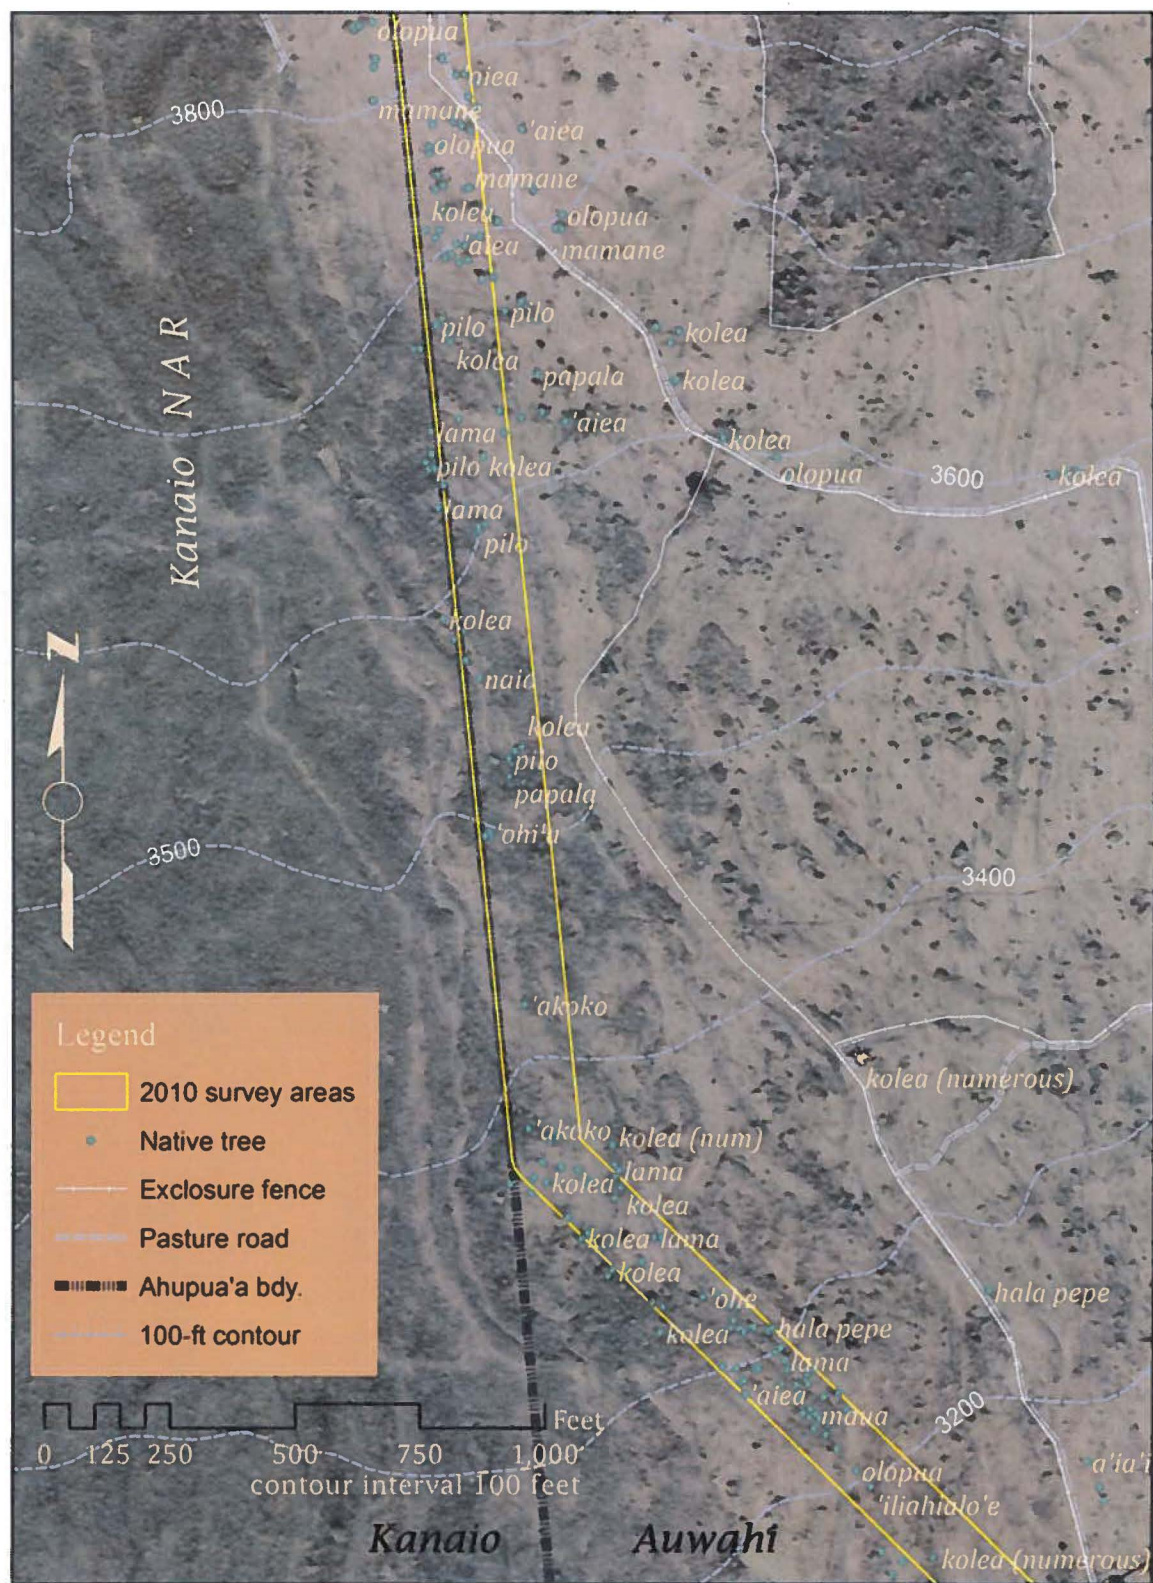 olopua
'aiea
mamane
3800
'aiea
olopua
mamane
kolea
olopua
'aiea
mamane
pilo
pilo
kolea
kolea
papala
kolea
'aiea
lama
kolea
pilo kolea
olopua
3600
kolea
lama
pilo
Kanaio NAR
kolea
N
naio
kolea
pilo
papala
'ohi'a
3500
3400
'akoko
Legend
2010 survey areas
Native tree
Exclosure fence
Pasture road
Ahupua'a bdy.
100-ft contour
kolea (numerous)
'akoko
kolea (num)
lama
kolea
kolea
kolea lama
kolea
'ohe
hala pepe
kolea
hala pepe
lama
'aiea
maua
3200
Feet
0 125 250 500 750 1,000
contour interval 100 feet
olopua
a'ia'i
'iliahialo'e
Kanaio
Auwahi
kolea (numerous)